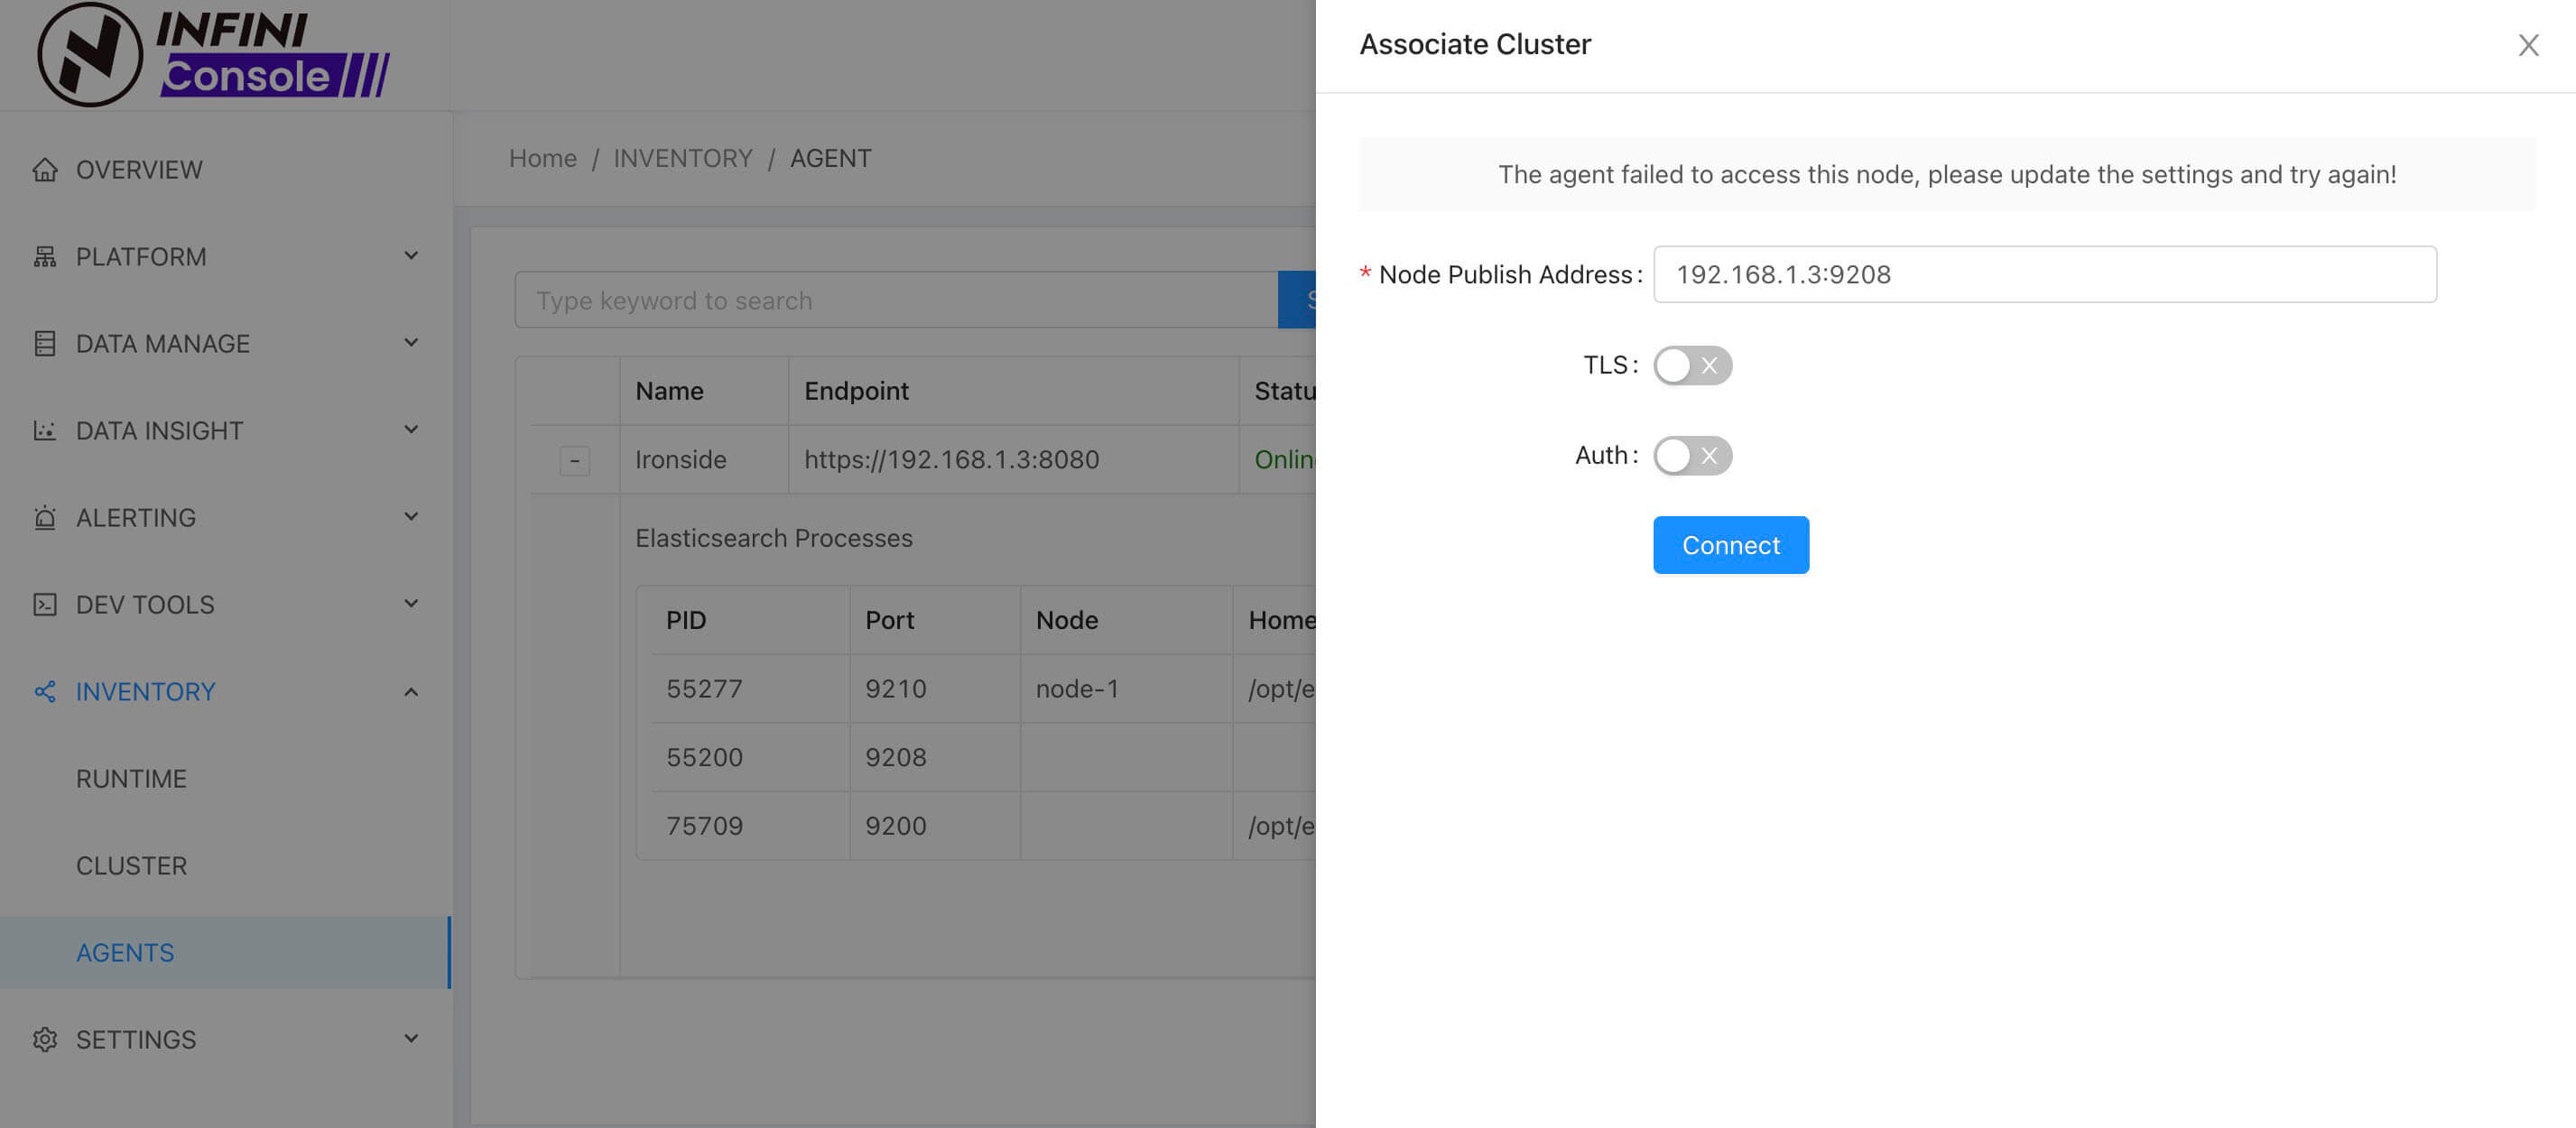 INFINI
Console
OVERVIEW
PLATFORM
DATA MANAGE
DATA INSIGHT
ALERTING
DEV TOOLS
INVENTORY
RUNTIME
CLUSTER
AGENTS
SETTINGS
Home / INVENTORY / AGENT
Type keyword to search
Name Endpoint
- Ironside https://192.168.1.3:8080
Elasticsearch Processes
PID Port Node Home
55277 9210 node-1 /opt/e
55200 9208
75709 9200 /opt/e
Associate Cluster
The agent failed to access this node, please update the settings and try again!
* Node Publish Address: 192.168.1.3:9208
TLS:
Auth:
Connect